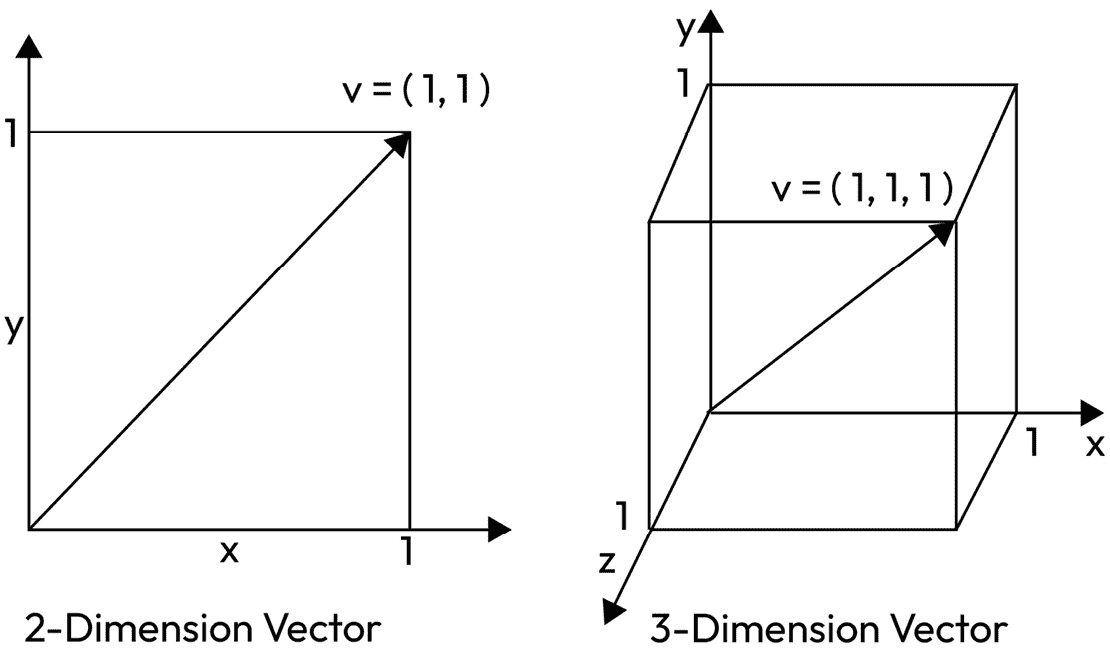 v = (1, 1)
1
y
x
1
2-Dimension Vector
y
1
v = (1, 1, 1)
1
x
1
z
3-Dimension Vector